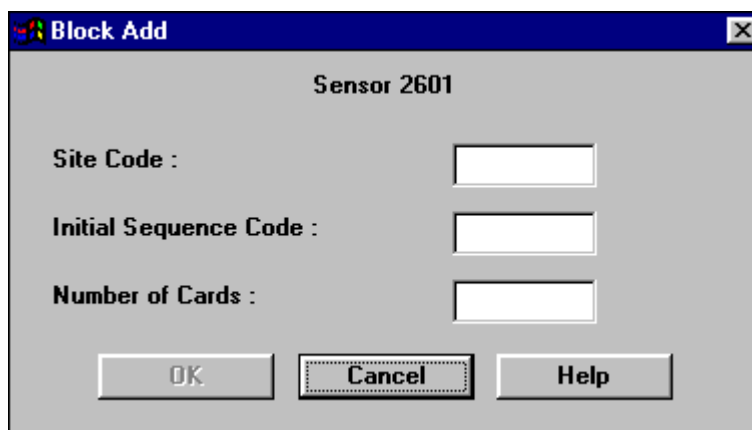 Block Add
Sensor 2601
Site Code :
Initial Sequence Code :
Number of Cards :
OK Cancel Help